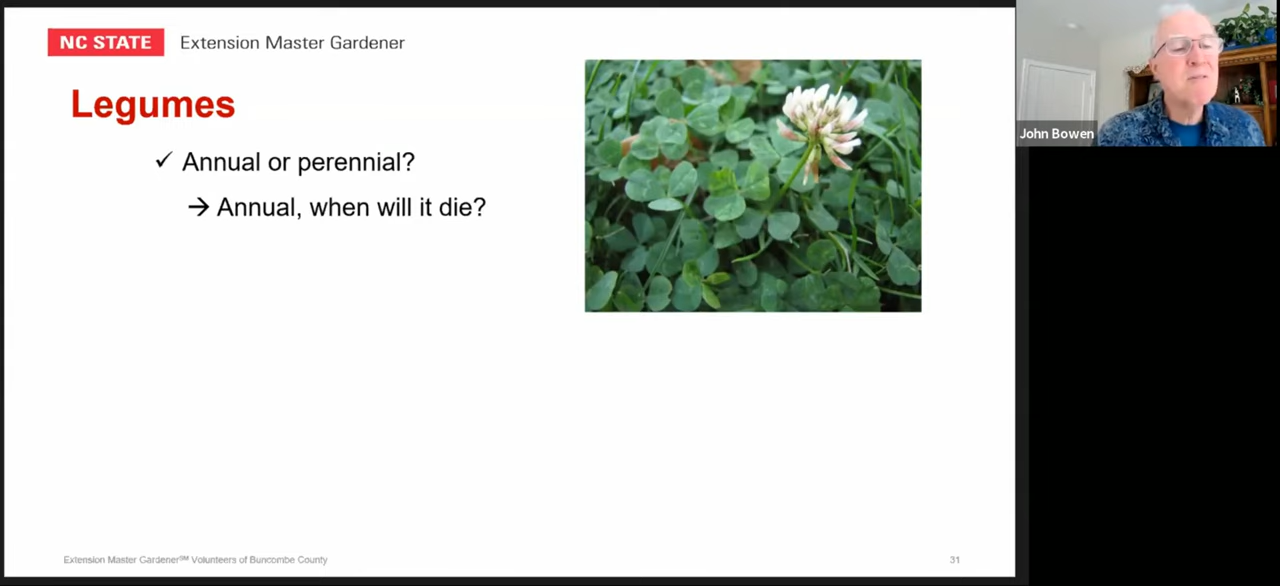 NC STATE Extension Master Gardener
Legumes
✓ Annual or perennial?
→ Annual, when will it die?
John Bowen
Extension Master Gardener℠ Volunteers of Buncombe County
31